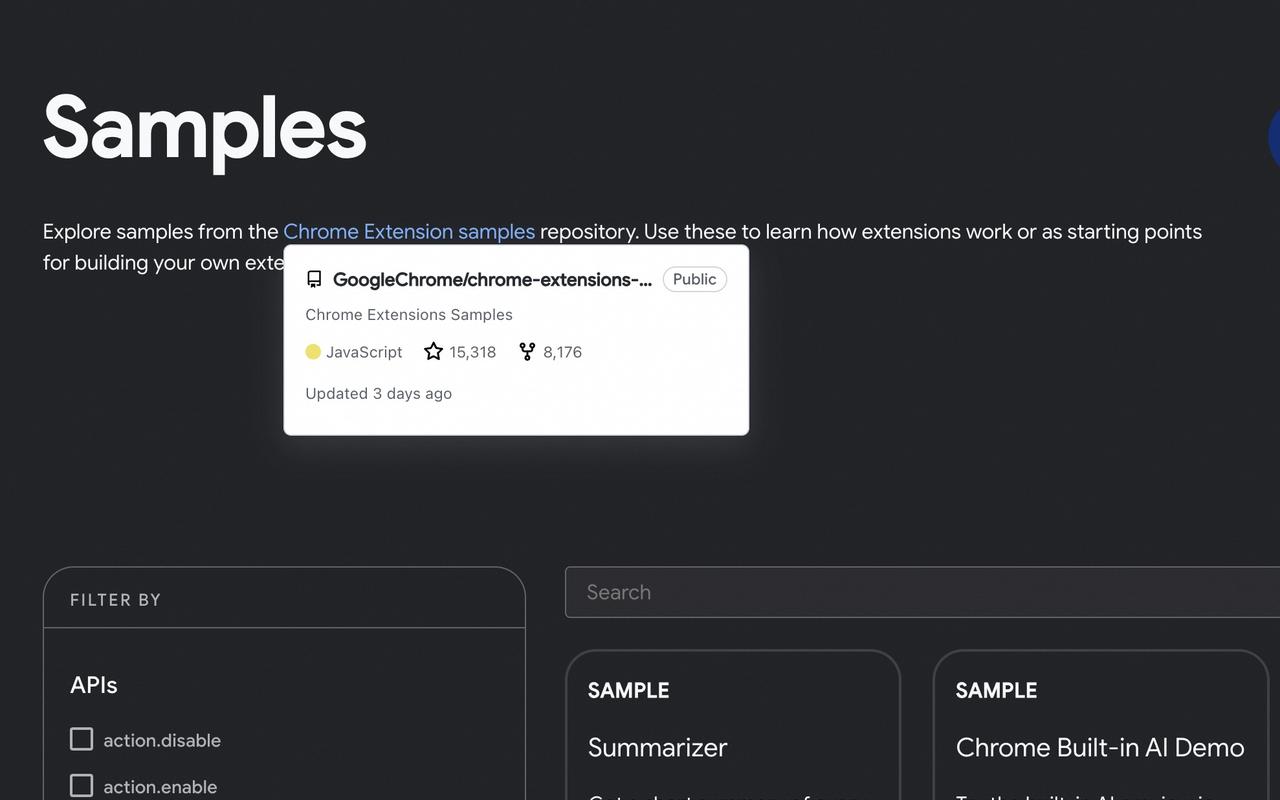 Samples
Explore samples from the Chrome Extension samples repository. Use these to learn how extensions work or as starting points
for building your own exte
GoogleChrome/chrome-extensions-... Public
Chrome Extensions Samples
JavaScript 15,318 8,176
Updated 3 days ago
FILTER BY
Search
APIs
SAMPLE
SAMPLE
action.disable
Summarizer
Chrome Built-in AI Demo
action.enable